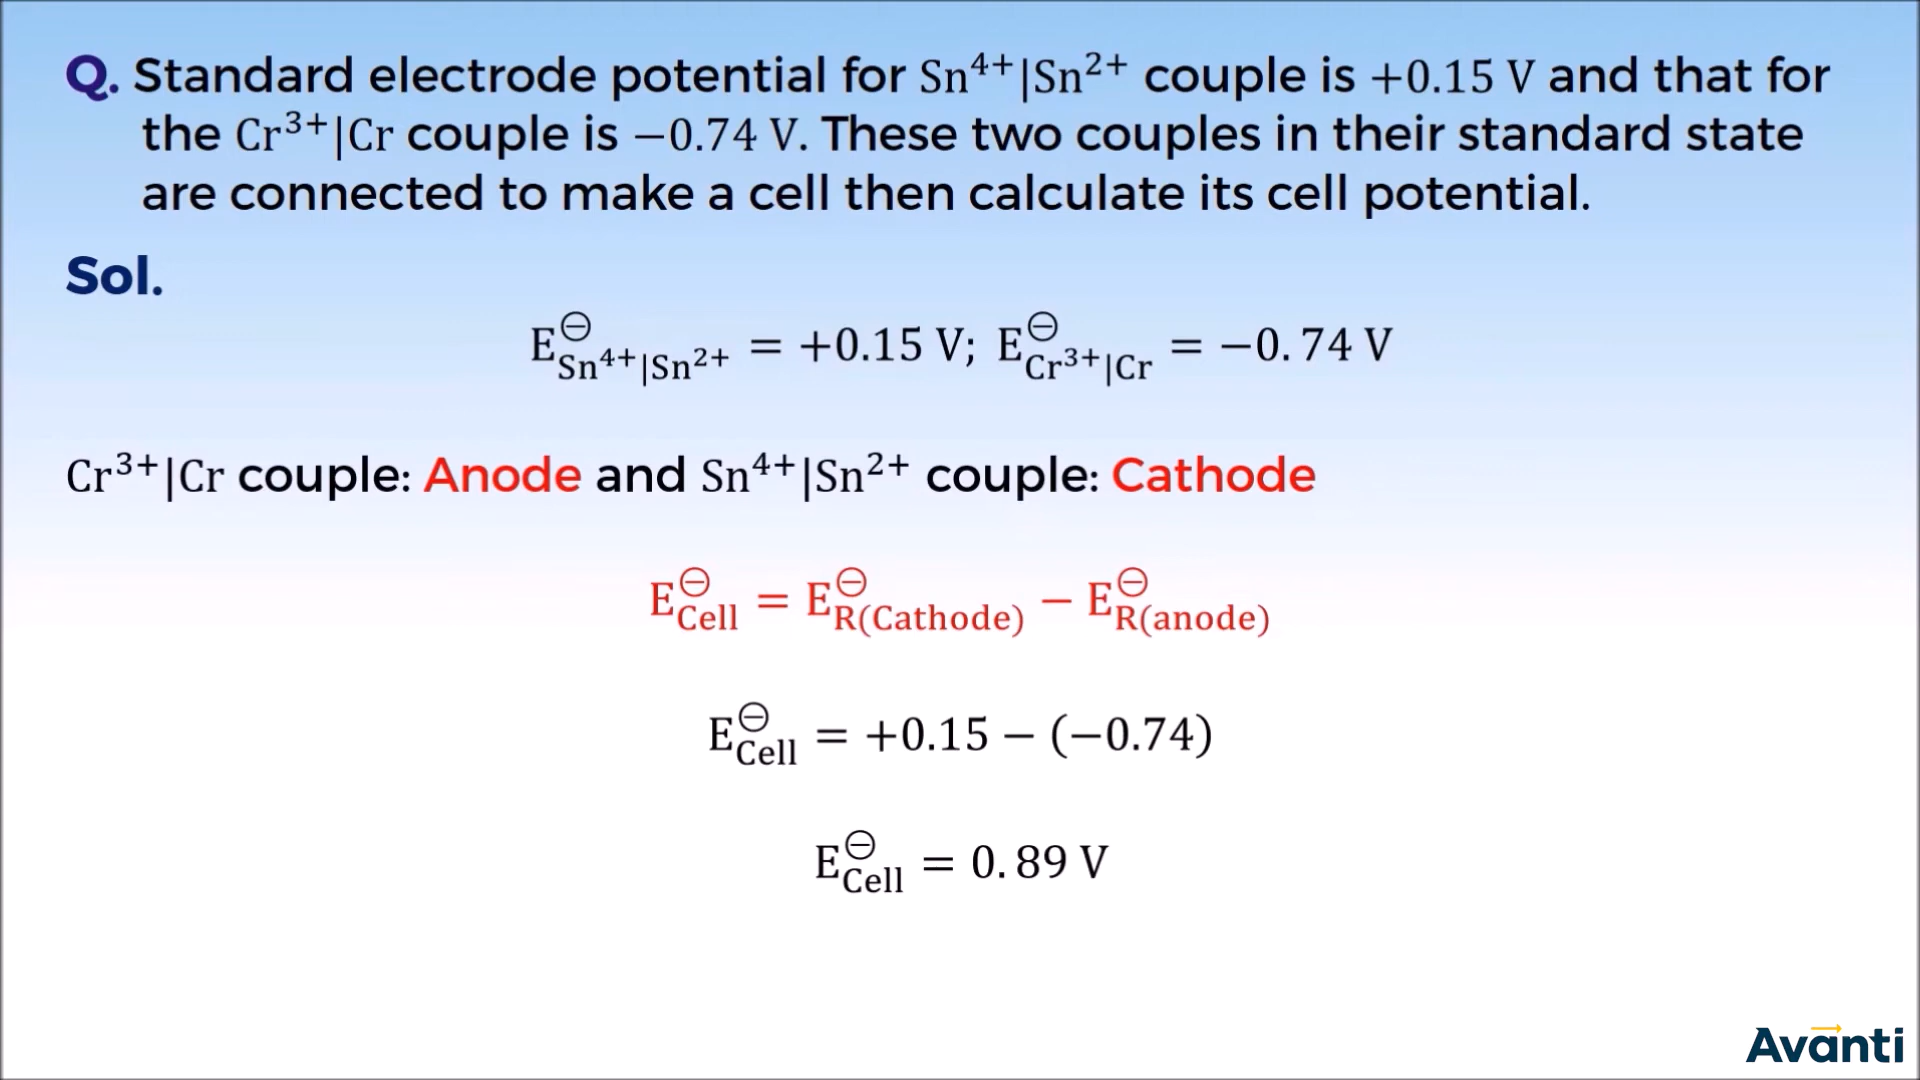 Q. Standard electrode potential for Sn⁴⁺|Sn²⁺ couple is +0.15 V and that for
the Cr³⁺|Cr couple is −0.74 V. These two couples in their standard state
are connected to make a cell then calculate its cell potential.
Sol.
E⊖Sn⁴⁺|Sn²⁺ = +0.15 V; E⊖Cr³⁺|Cr = −0. 74 V
Cr³⁺|Cr couple: Anode and Sn⁴⁺|Sn²⁺ couple: Cathode
E⊖Cell = E⊖R(Cathode) − E⊖R(anode)
E⊖Cell = +0.15 − (−0.74)
E⊖Cell = 0. 89 V
Avanti